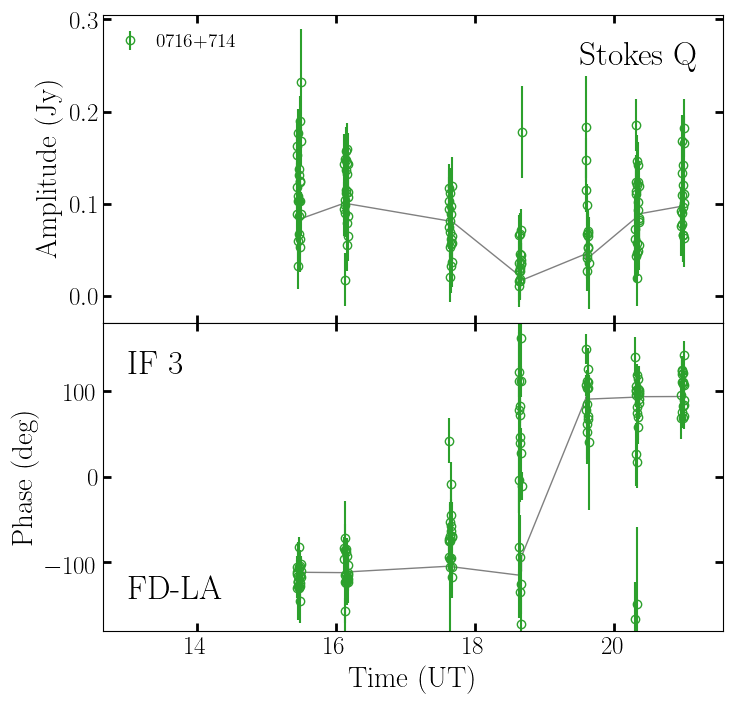 0.3
0716+714
Stokes Q
0.2
Amplitude (Jy)
0.1
0.0
IF 3
100
Phase (deg)
0
−100
FD-LA
14 16 18 20
Time (UT)